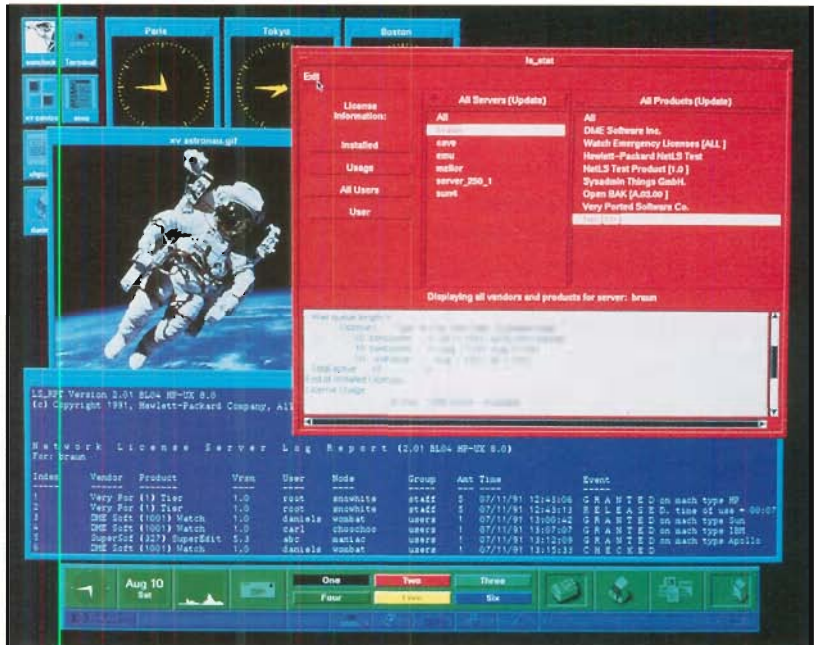 Paris
Tokyo
Boston
Terminal
xv astronaut.gif
ls_stat
Edit
License
Information:
Installed
Usage
All Users
User
All Servers (Update)
All
cave
emu
mellor
server_250_1
sun4
All Products (Update)
All
DME Software Inc.
Watch Emergency Licenses [ALL ]
Hewlett-Packard NetLS Test
NetLS Test Product [1.0 ]
Sysadmin Things GmbH.
Open BAK [A.03.00 ]
Very Ported Software Co.
Displaying all vendors and products for server: braun
LS_RPT Version 2.01 BL04 HP-UX 8.0
(c) Copyright 1991, Hewlett-Packard Company, All
Network License Server Log Report (2.01 BL04 HP-UX 8.0)
For: braun
Index Vendor Product Vrsn User Node Group Amt Time Event
1 Very Por (1) Tier 1.0 root snowhite staff 5 07/11/91 12:43:06 GRANTED on mach type HP
2 Very Por (1) Tier 1.0 root snowhite staff 5 07/11/91 12:43:13 RELEASED, time of use = 00:07
3 DME Soft (1001) Watch 1.0 daniels wombat users 1 07/11/91 13:00:42 GRANTED on mach type Sun
4 DME Soft (1001) Watch 1.0 carl choochoo users 1 07/11/91 GRANTED on mach type IBM
5 SuperSof (327) SuperEdit 5.3 abc maniac users 1 07/11/91 13:12:09 GRANTED on mach type Apollo
6 DME Soft (1001) Watch 1.0 daniels wombat users 1 07/11/91 13:15:33 CHECKED
Aug 10
Sat
One
Two
Three
Four
Six